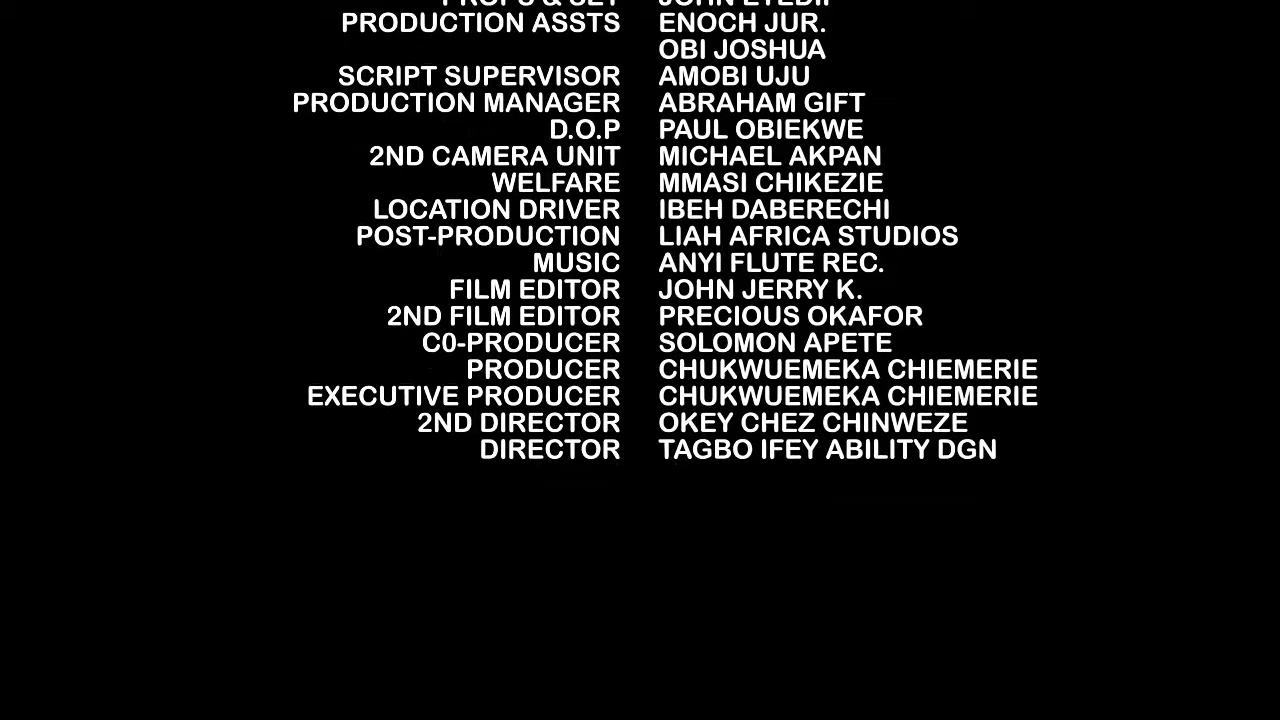 PROPS & SET JOHN
PRODUCTION ASSTS ENOCH JUR.
OBI JOSHUA
SCRIPT SUPERVISOR AMOBI UJU
PRODUCTION MANAGER ABRAHAM GIFT
D.O.P PAUL OBIEKWE
2ND CAMERA UNIT MICHAEL AKPAN
WELFARE MMASI CHIKEZIE
LOCATION DRIVER IBEH DABERECHI
POST-PRODUCTION LIAH AFRICA STUDIOS
MUSIC ANYI FLUTE REC.
FILM EDITOR JOHN JERRY K.
2ND FILM EDITOR PRECIOUS OKAFOR
C0-PRODUCER SOLOMON APETE
PRODUCER CHUKWUEMEKA CHIEMERIE
EXECUTIVE PRODUCER CHUKWUEMEKA CHIEMERIE
2ND DIRECTOR OKEY CHEZ CHINWEZE
DIRECTOR TAGBO IFEY ABILITY DGN